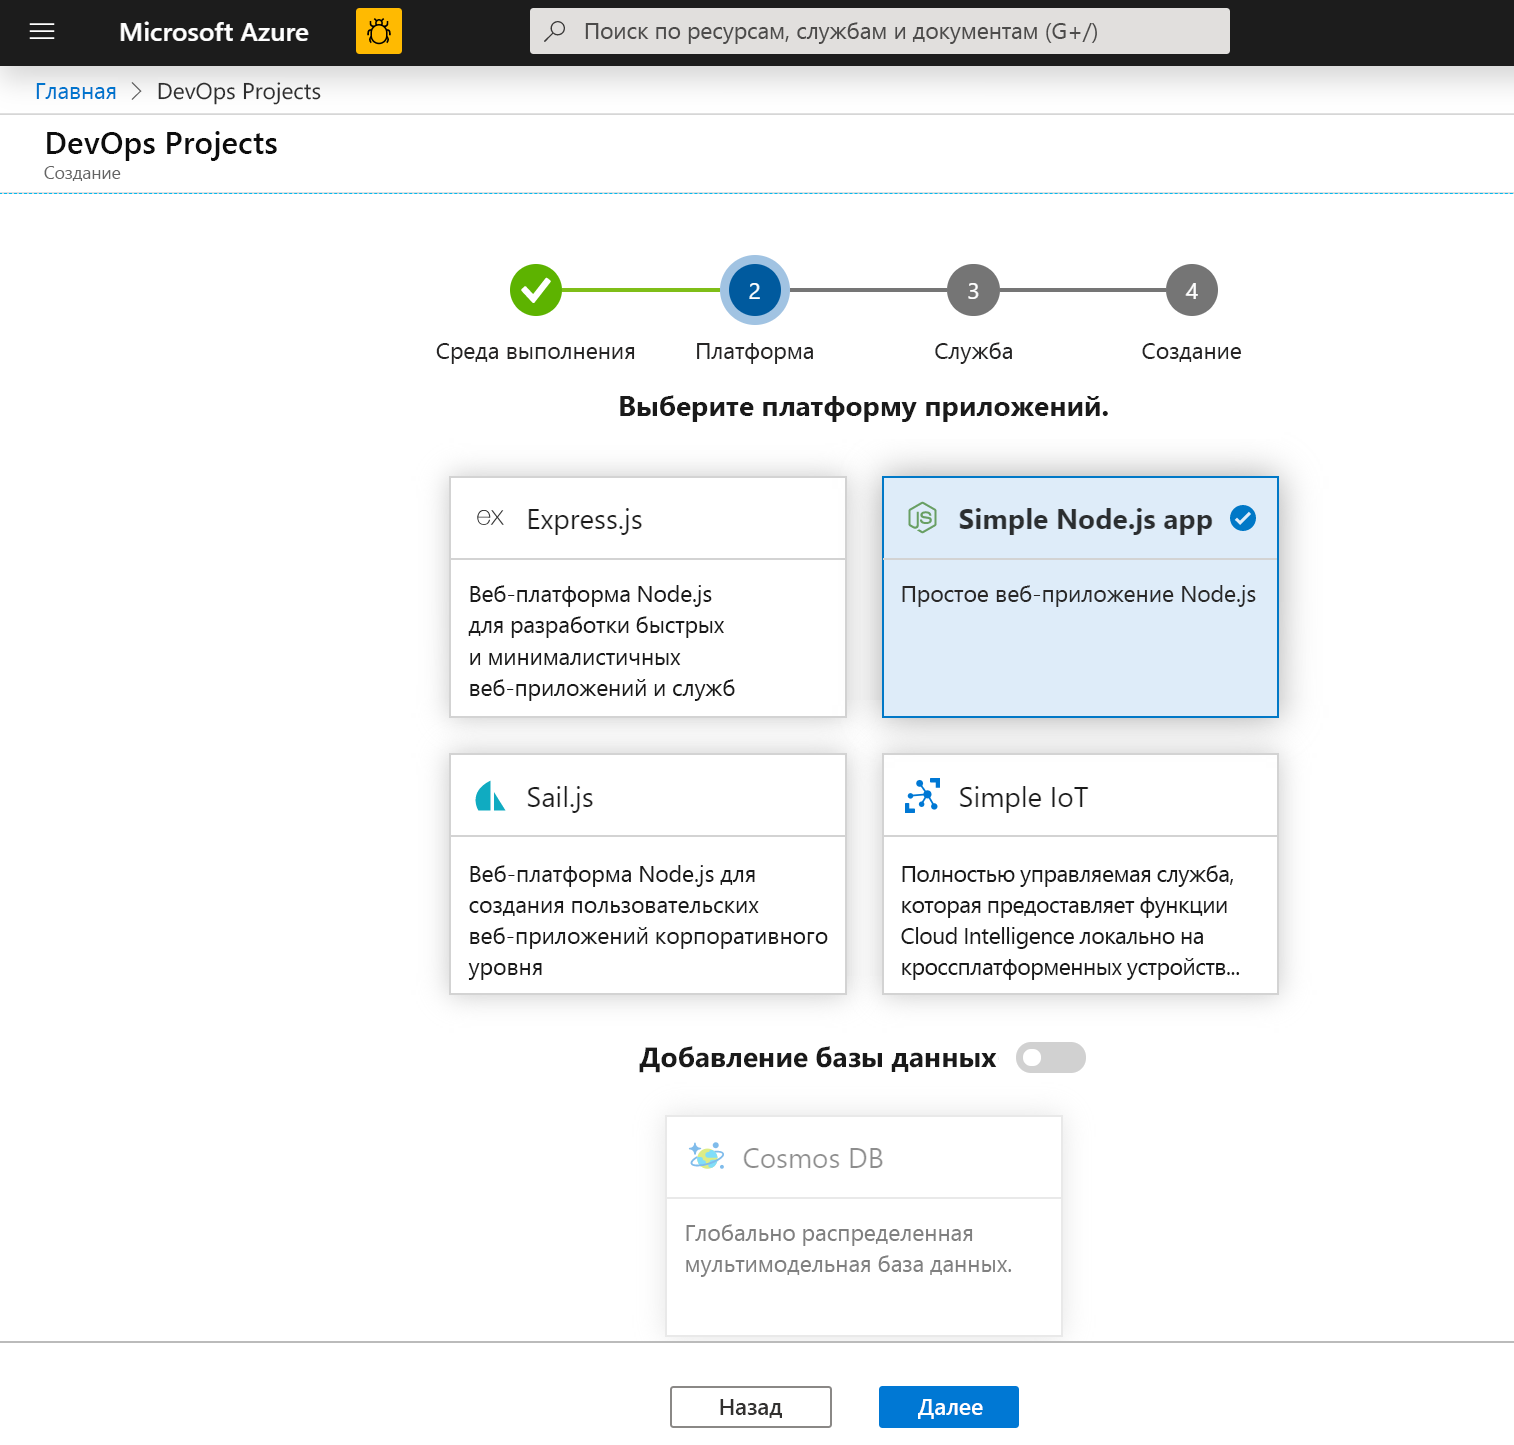 Microsoft Azure
Поиск по ресурсам, службам и документам (G+/)
Главная > DevOps Projects
DevOps Projects
Создание
2
3
4
Среда выполнения
Платформа
Служба
Создание
Выберите платформу приложений.
ex Express.js
Веб-платформа Node.js
для разработки быстрых
и минималистичных
веб-приложений и служб
JS Simple Node.js app
Простое веб-приложение Node.js
Sail.js
Веб-платформа Node.js для
создания пользовательских
веб-приложений корпоративного
уровня
Simple IoT
Полностью управляемая служба,
которая предоставляет функции
Cloud Intelligence локально на
кроссплатформенных устройств...
Добавление базы данных
Cosmos DB
Глобально распределенная
мультимодельная база данных.
Назад
Далее